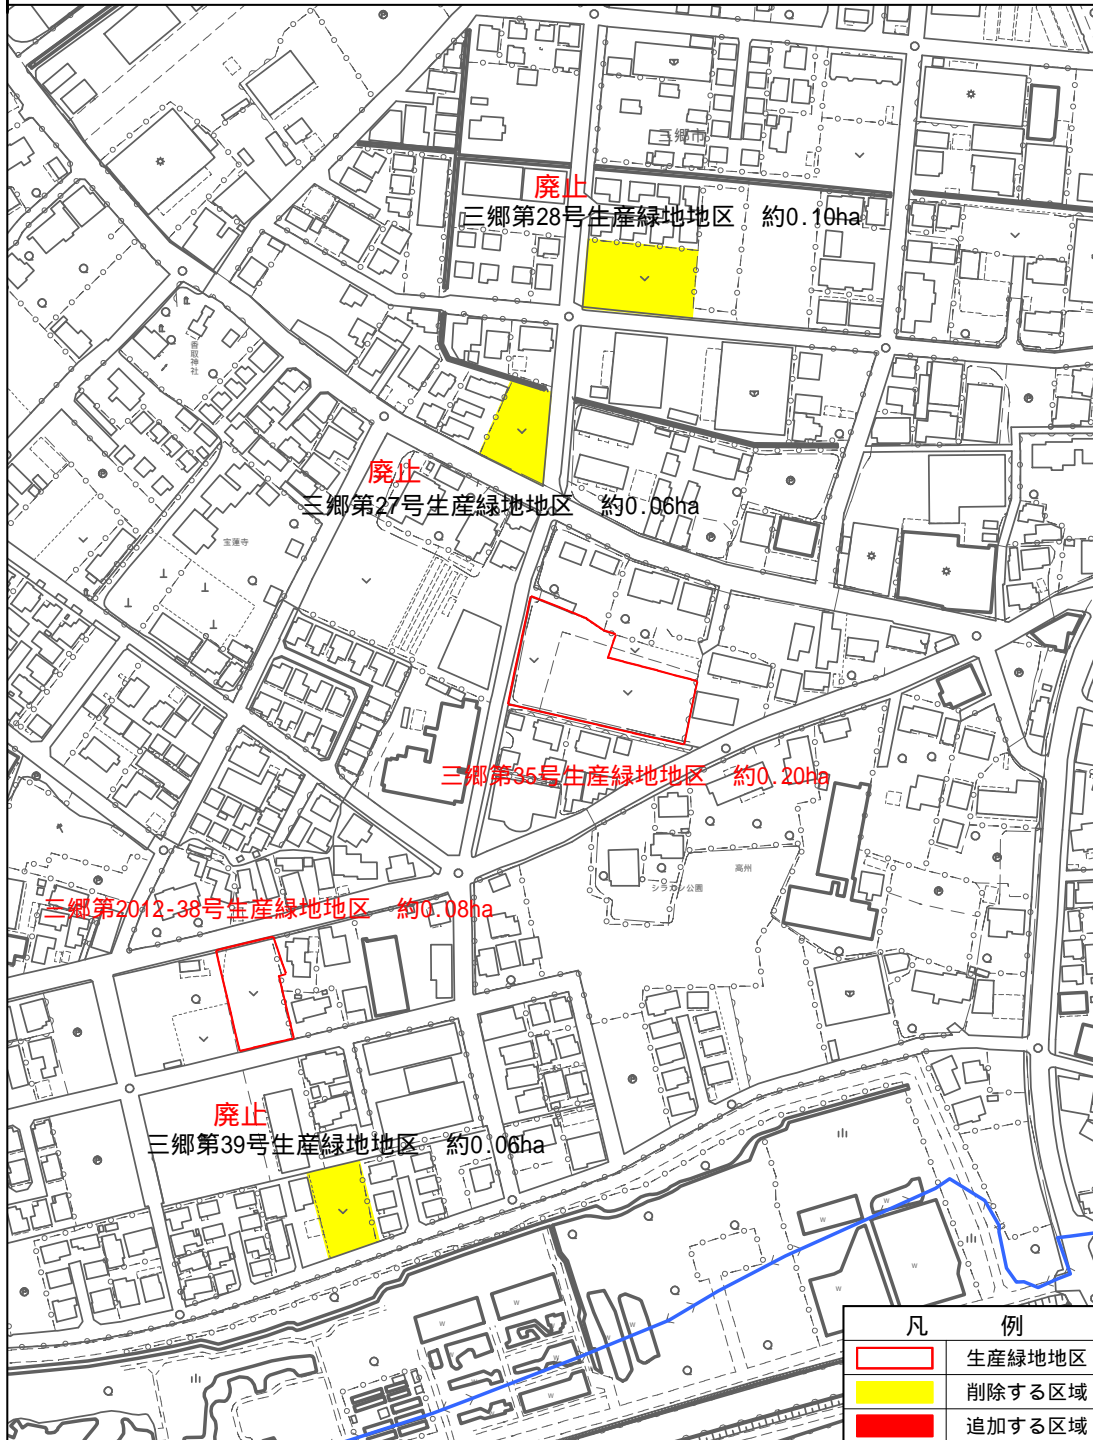 三郷市
廃止
三郷第28号生産緑地地区　約0.10ha
香取神社
廃止
三郷第27号生産緑地地区　約0.06ha
宝蓮寺
三郷第35号生産緑地地区　約0.20ha
高州
シラカシ公園
三郷第2012-38号生産緑地地区　約0.08ha
廃止
三郷第39号生産緑地地区　約0.06ha
凡　例
生産緑地地区
削除する区域
追加する区域